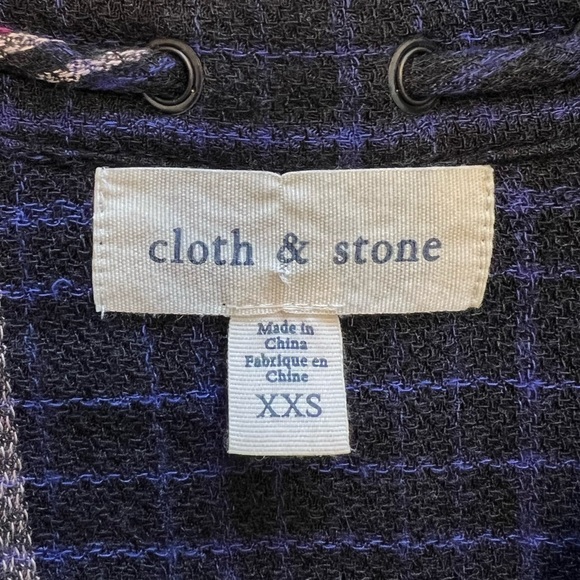 cloth & stone
Made in
China
Fabrique en
Chine
XXS